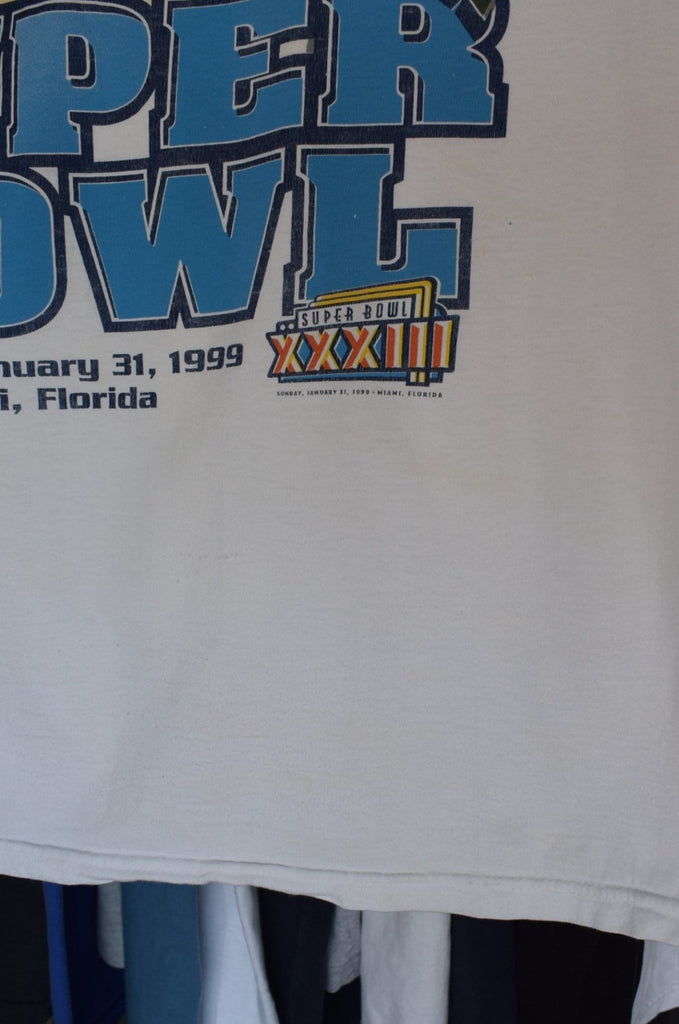 PER
OWL
nuary 31, 1999
i, Florida
SUPER BOWL
XXXIII
SUNDAY, JANUARY 31, 1999 • MIAMI, FLORIDA